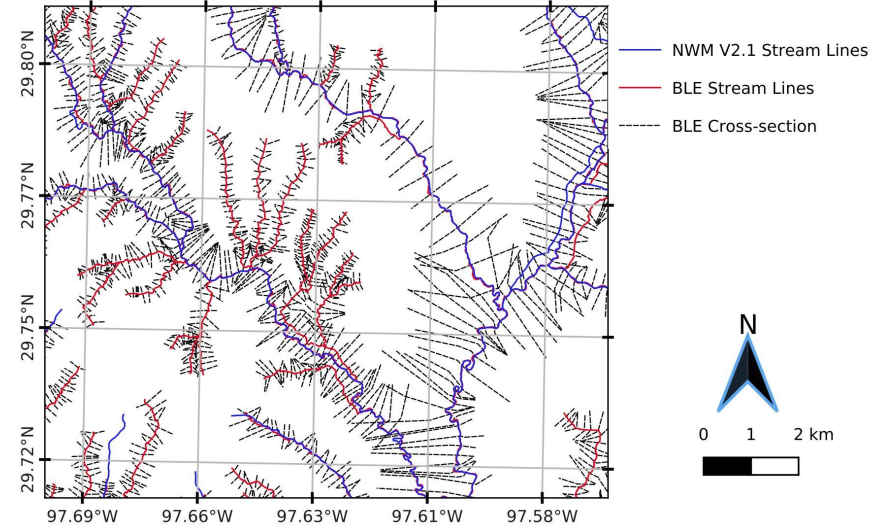 29.80°N
29.77°N
29.75°N
29.72°N
97.69°W 97.66°W 97.63°W 97.61°W 97.58°W
NWM V2.1 Stream Lines
BLE Stream Lines
BLE Cross-section
N
0 1 2 km